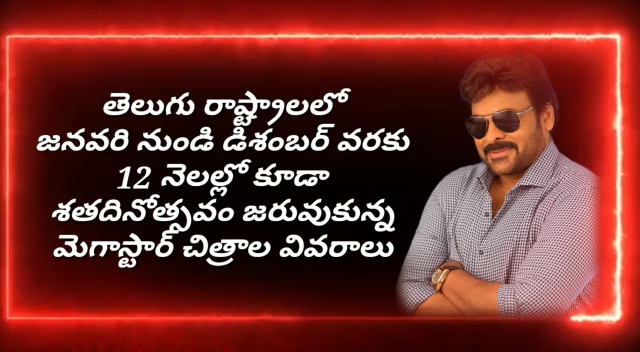 తెలుగు రాష్ట్రాలలో
జనవరి నుండి డిశంబర్ వరకు
12 నెలల్లో కూడా
శతదినోత్సవం జరువుకున్న
మెగాస్టార్ చిత్రాల వివరాలు